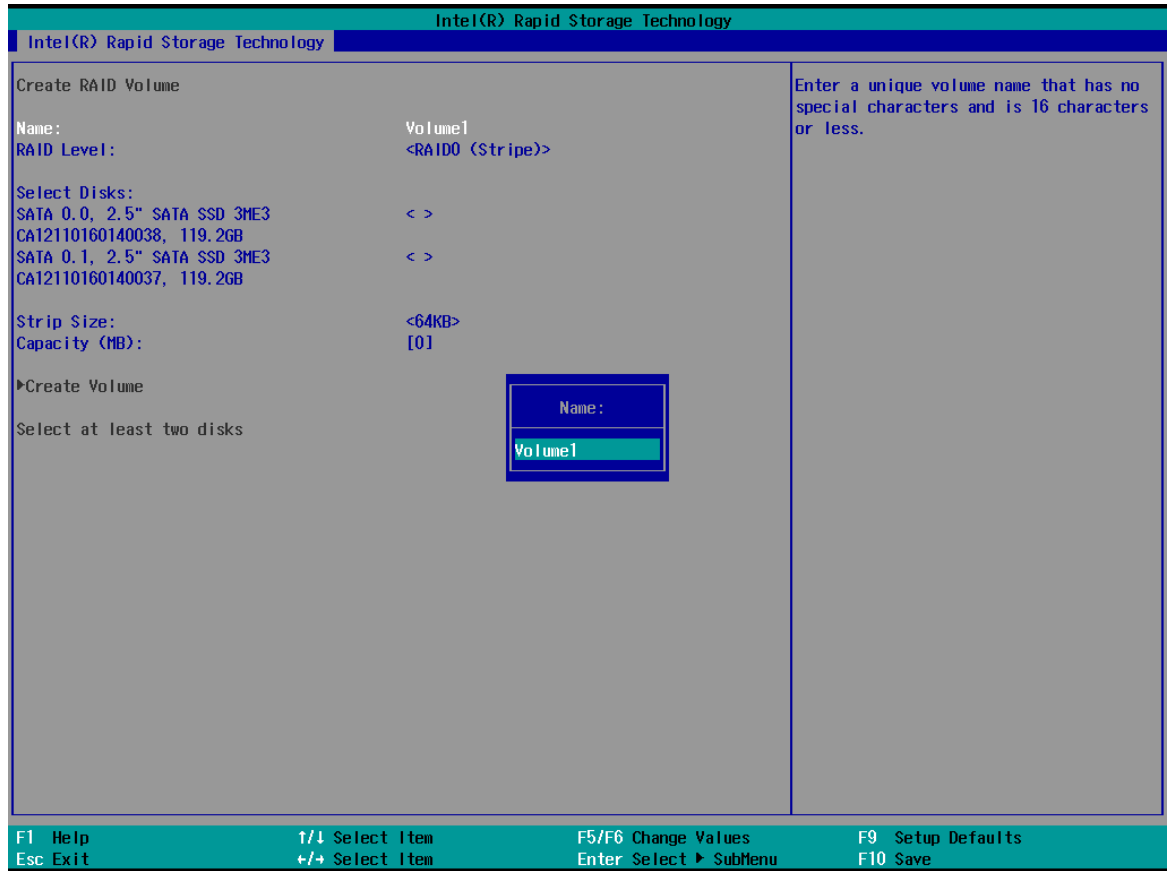 Intel(R) Rapid Storage Technology
Intel(R) Rapid Storage Technology
Create RAID Volume
Name: Volume1
RAID Level: <RAID0 (Stripe)>
Select Disks:
SATA 0.0, 2.5" SATA SSD 3ME3 < >
CA12110160140038, 119.2GB
SATA 0.1, 2.5" SATA SSD 3ME3 < >
CA12110160140037, 119.2GB
Strip Size: <64KB>
Capacity (MB): [0]
▶Create Volume
Select at least two disks
Name:
Volume1
Enter a unique volume name that has no
special characters and is 16 characters
or less.
F1 Help ↑/↓ Select Item F5/F6 Change Values F9 Setup Defaults
Esc Exit ←/→ Select Item Enter Select ▶ SubMenu F10 Save